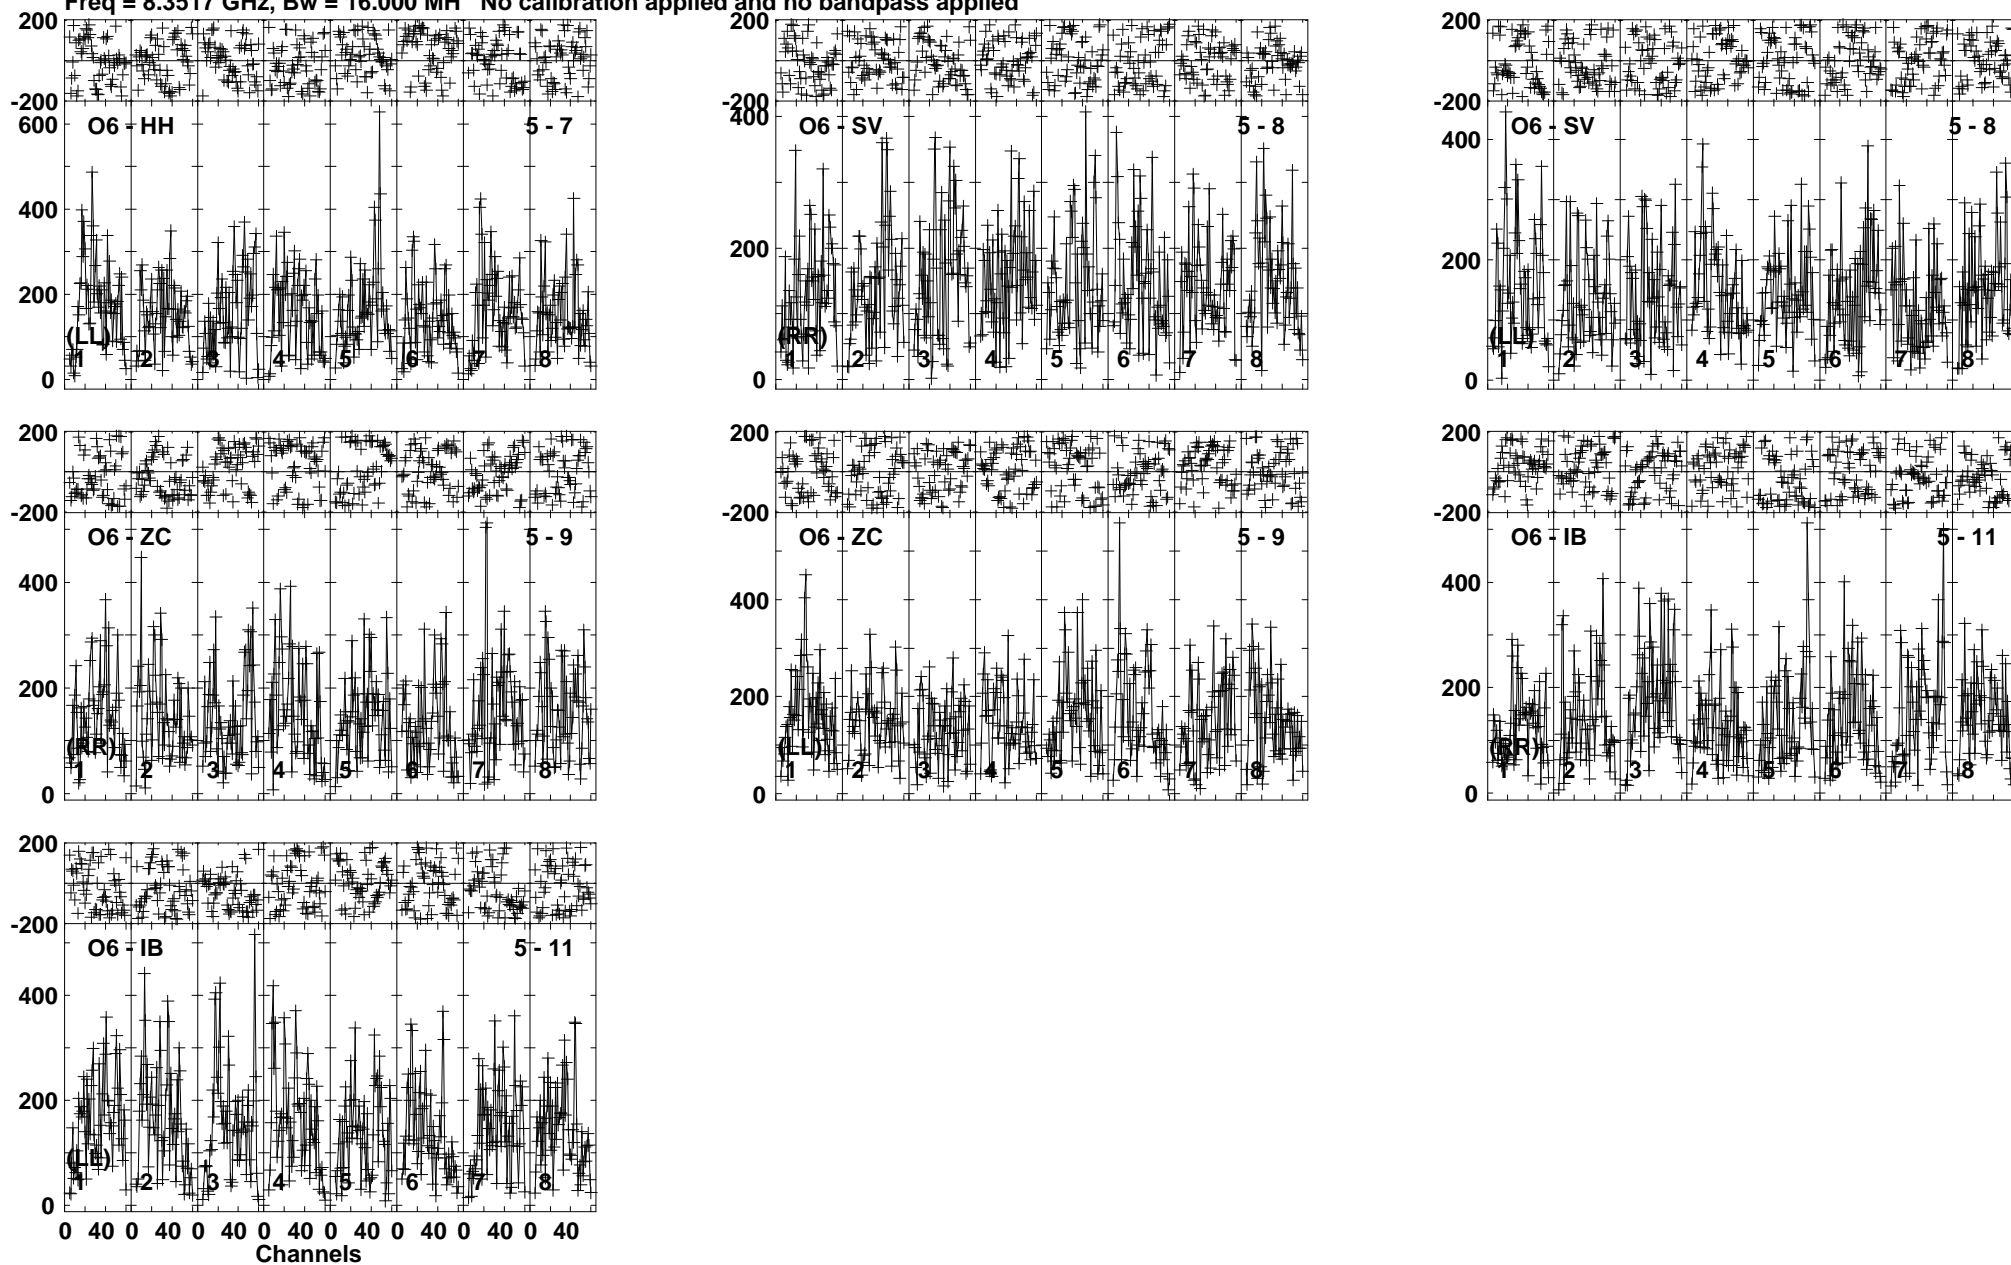 Freq = 8.3517 GHz, Bw = 16.000 MH No calibration applied and no bandpass applied
200
-200
600
400
200
0
O6 - HH 5 - 7
(LL)
1 2 3 4 5 6 7 8
200
-200
400
200
0
O6 - SV 5 - 8
(RR)
1 2 3 4 5 6 7 8
200
-200
400
200
0
O6 - SV 5 - 8
(LL)
1 2 3 4 5 6 7 8
200
-200
400
200
0
O6 - ZC 5 - 9
(RR)
1 2 3 4 5 6 7 8
200
-200
400
200
0
O6 - ZC 5 - 9
(LL)
1 2 3 4 5 6 7 8
200
-200
400
200
0
O6 - IB 5 - 11
(RR)
1 2 3 4 5 6 7 8
200
-200
400
200
0
O6 - IB 5 - 11
(LL)
1 2 3 4 5 6 7 8
0 40 0 40 0 40 0 40 0 40 0 40 0 40 0 40
Channels